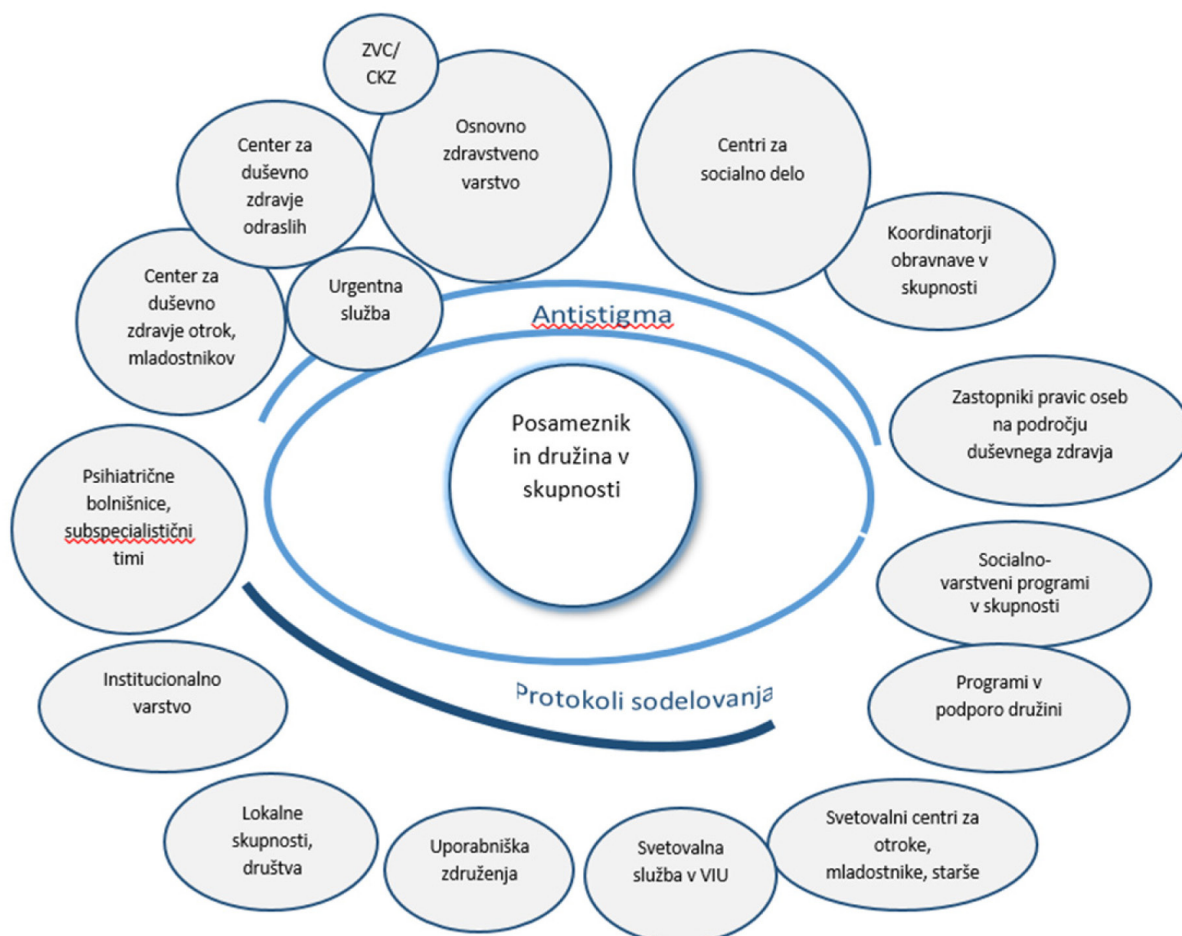 ZVC/
CKZ
Osnovno
zdravstveno
varstvo
Centri za
socialno delo
Center za
duševno
zdravje
odraslih
Koordinatorji
obravnave v
skupnosti
Center za
duševno
zdravje otrok,
mladostnikov
Urgentna
služba
Antistigma
Zastopniki pravic oseb
na področju
duševnega zdravja
Posameznik
in družina v
skupnosti
Psihiatrične
bolnišnice,
subspecialistični
timi
Socialno-
varstveni programi
v skupnosti
Institucionalno
varstvo
Protokoli sodelovanja
Programi v
podporo družini
Lokalne
skupnosti,
društva
Uporabniška
združenja
Svetovalna
služba v VIU
Svetovalni centri za
otroke,
mladostnike, starše